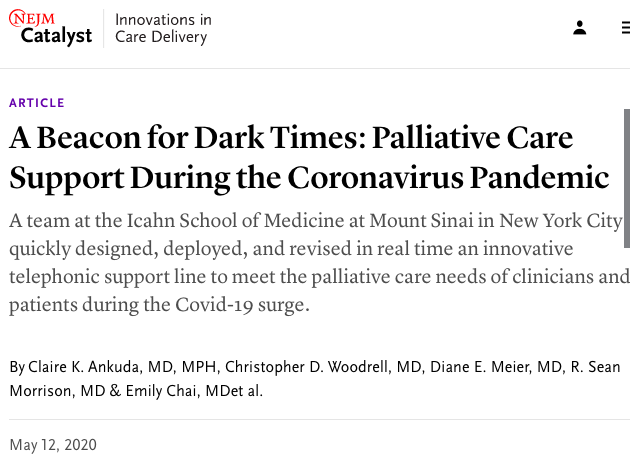 NEJM
Catalyst
Innovations in
Care Delivery
ARTICLE
A Beacon for Dark Times: Palliative Care
Support During the Coronavirus Pandemic
A team at the Icahn School of Medicine at Mount Sinai in New York City
quickly designed, deployed, and revised in real time an innovative
telephonic support line to meet the palliative care needs of clinicians and
patients during the Covid-19 surge.
By Claire K. Ankuda, MD, MPH, Christopher D. Woodrell, MD, Diane E. Meier, MD, R. Sean
Morrison, MD & Emily Chai, MDet al.
May 12, 2020